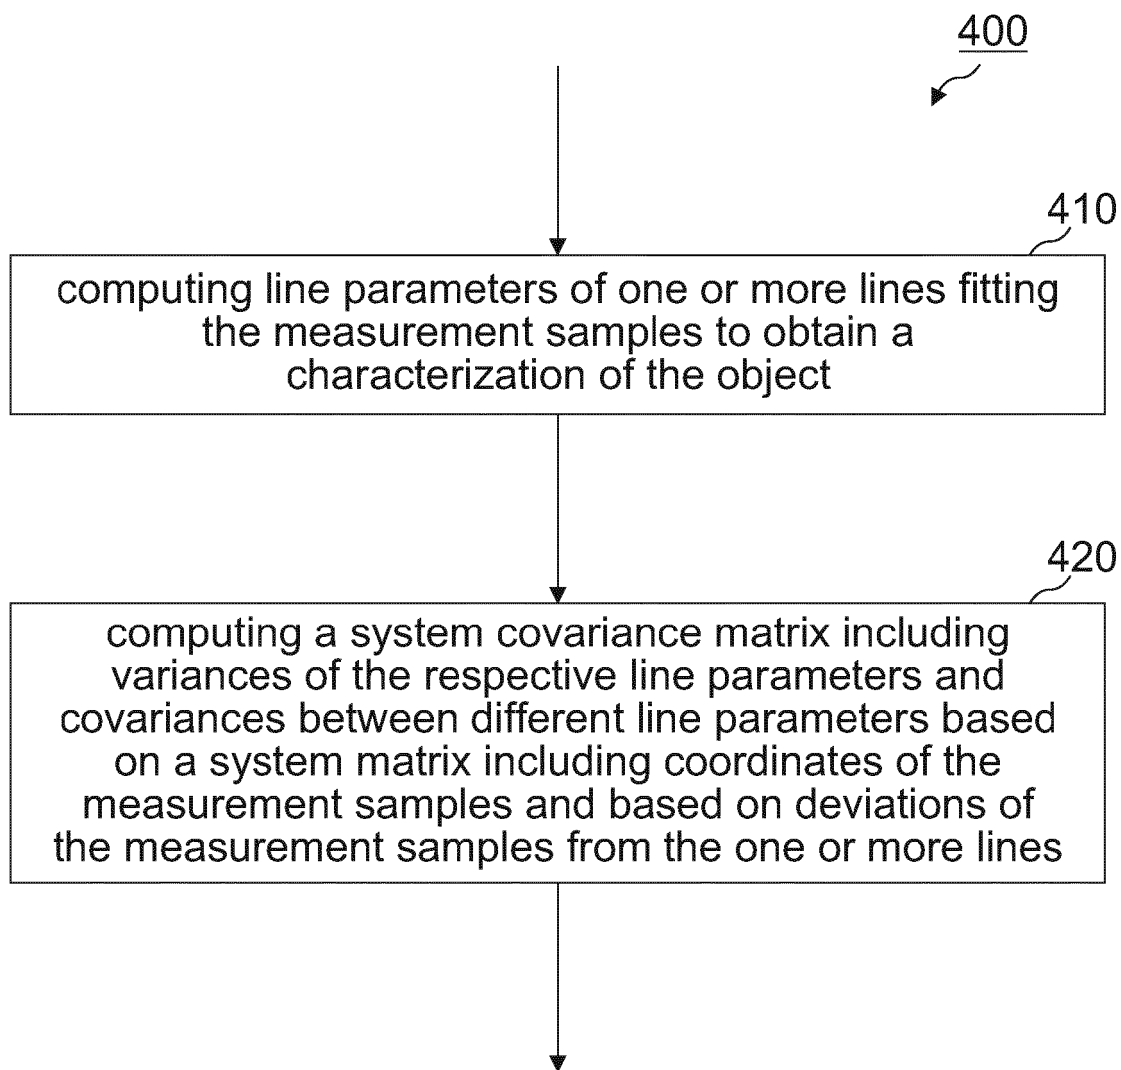 400
410
computing line parameters of one or more lines fitting
the measurement samples to obtain a
characterization of the object
420
computing a system covariance matrix including
variances of the respective line parameters and
covariances between different line parameters based
on a system matrix including coordinates of the
measurement samples and based on deviations of
the measurement samples from the one or more lines